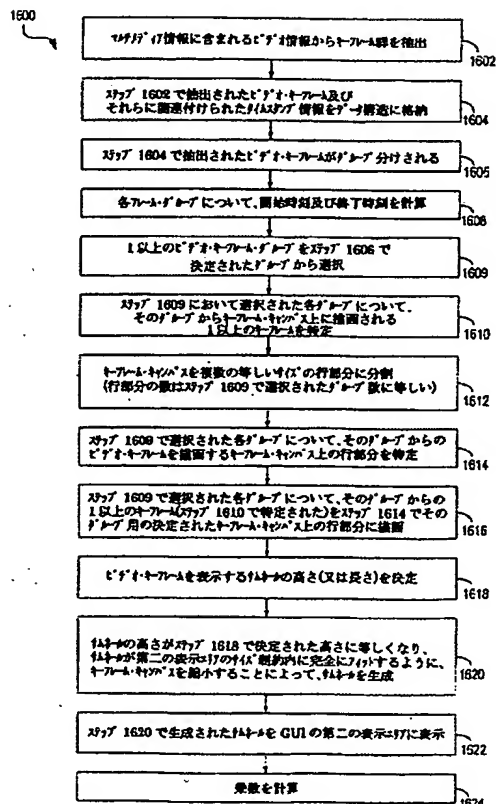 1600
マルチメディア情報に含まれるビデオ情報からキーフレーム群を抽出
1602
ステップ 1602 で抽出されたビデオ・キーフレーム及び
それらに関連付けられたタイムスタンプ情報をデータ構造に格納
1604
ステップ 1604 で抽出されたビデオ・キーフレームがグループ分けされる
1606
各フレーム・グループについて、開始時刻及び終了時刻を計算
1608
1以上のビデオ・キーフレーム・グループをステップ 1606 で
決定されたグループから選択
1609
ステップ 1609 において選択された各グループについて、
そのグループからキーフレーム・キャンバス上に描画される
1以上のキーフレームを特定
1610
キーフレーム・キャンバスを複数の等しいサイズの行部分に分割
(行部分の数はステップ 1609 で選択されたグループ数に等しい)
1612
ステップ 1609 で選択された各グループについて、そのグループからの
ビデオ・キーフレームを描画するキーフレーム・キャンバス上の行部分を特定
1614
ステップ 1609 で選択された各グループについて、そのグループからの
1以上のキーフレーム(ステップ 1610 で特定された)をステップ 1614 でその
グループ用の決定されたキーフレーム・キャンバス上の行部分に描画
1616
ビデオ・キーフレームを表示するサムネールの高さ(又は長さ)を決定
1618
サムネールの高さがステップ 1618 で決定された高さに等しくなり、
サムネールが第二の表示エリアのサイズ制約内に完全にフィットするように、
キーフレーム・キャンバスを縮小することによって、サムネールを生成
1620
ステップ 1620 で生成されたサムネールを GUI の第二の表示エリアに表示
1622
乗数を計算
1624